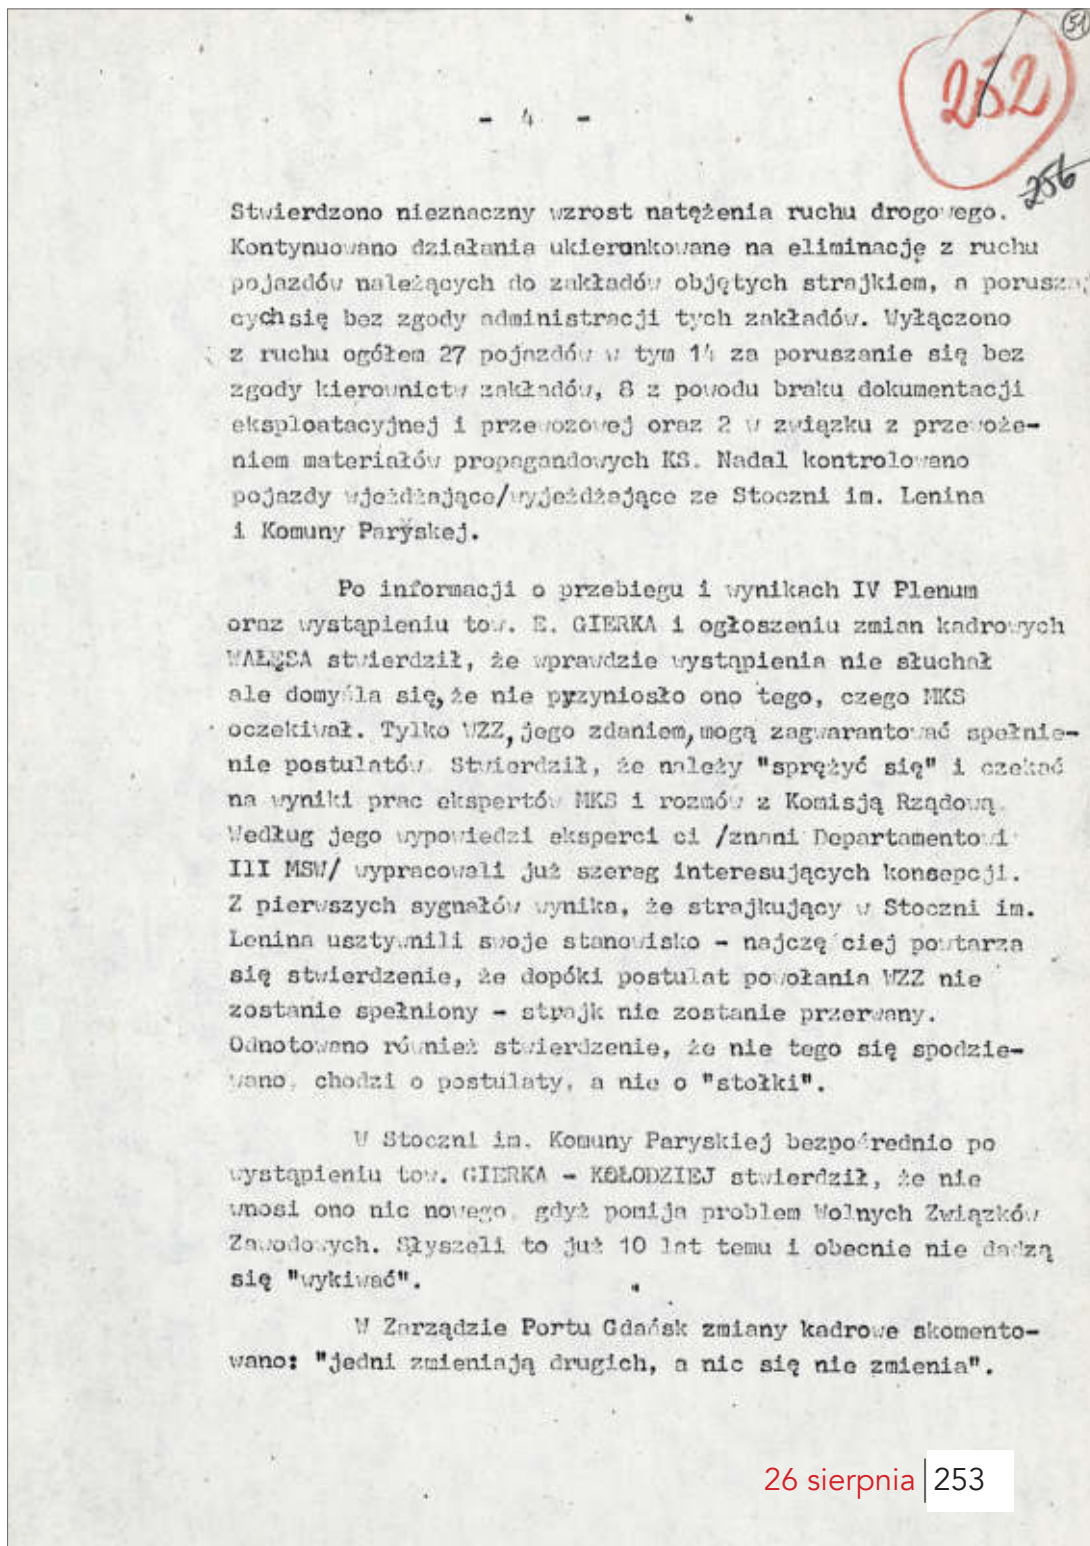 51
252
- 4 -
256
Stwierdzono nieznaczny wzrost natężenia ruchu drogowego.
Kontynuowano działania ukierunkowane na eliminację z ruchu
pojazdów należących do zakładów objętych strajkiem, a poruszają
cych się bez zgody administracji tych zakładów. Wyłączono
z ruchu ogółem 27 pojazdów w tym 14 za poruszanie się bez
zgody kierownictw zakładów, 8 z powodu braku dokumentacji
eksploatacyjnej i przewozowej oraz 2 w związku z przewoże-
niem materiałów propagandowych KS. Nadal kontrolowano
pojazdy wjeżdżające/wyjeżdżające ze Stoczni im. Lenina
i Komuny Paryskej.
Po informacji o przebiegu i wynikach IV Plenum
oraz wystąpieniu tow. E. GIERKA i ogłoszeniu zmian kadrowych
WAŁĘSA stwierdził, że wprawdzie wystąpienia nie słuchał
ale domyśla się, że nie pyzyniosło ono tego, czego MKS
oczekiwał. Tylko WZZ, jego zdaniem, mogą zagwarantować spełnie-
nie postulatów. Stwierdził, że należy "sprężyć się" i czekać
na wyniki prac ekspertów MKS i rozmów z Komisją Rządową.
Według jego wypowiedzi eksperci ci /znani Departamentowi
III MSW/ wypracowali już szereg interesujących konsepcji.
Z pierwszych sygnałów wynika, że strajkujący w Stoczni im.
Lenina usztywnili swoje stanowisko - najczęściej powtarza
się stwierdzenie, że dopóki postulat powołania WZZ nie
zostanie spełniony - strajk nie zostanie przerwany.
Odnotowano również stwierdzenie, że nie tego się spodzie-
wano, chodzi o postulaty, a nie o "stołki".
W Stoczni im. Komuny Paryskiej bezpośrednio po
wystąpieniu tow. GIERKA - KOŁODZIEJ stwierdził, że nie
wnosi ono nic nowego, gdyż pomija problem Wolnych Związków
Zawodowych. Słyszeli to już 10 lat temu i obecnie nie dadzą
się "wykiwać".
W Zarządzie Portu Gdańsk zmiany kadrowe skomento-
wano: "jedni zmieniają drugich, a nic się nie zmienia".
26 sierpnia | 253